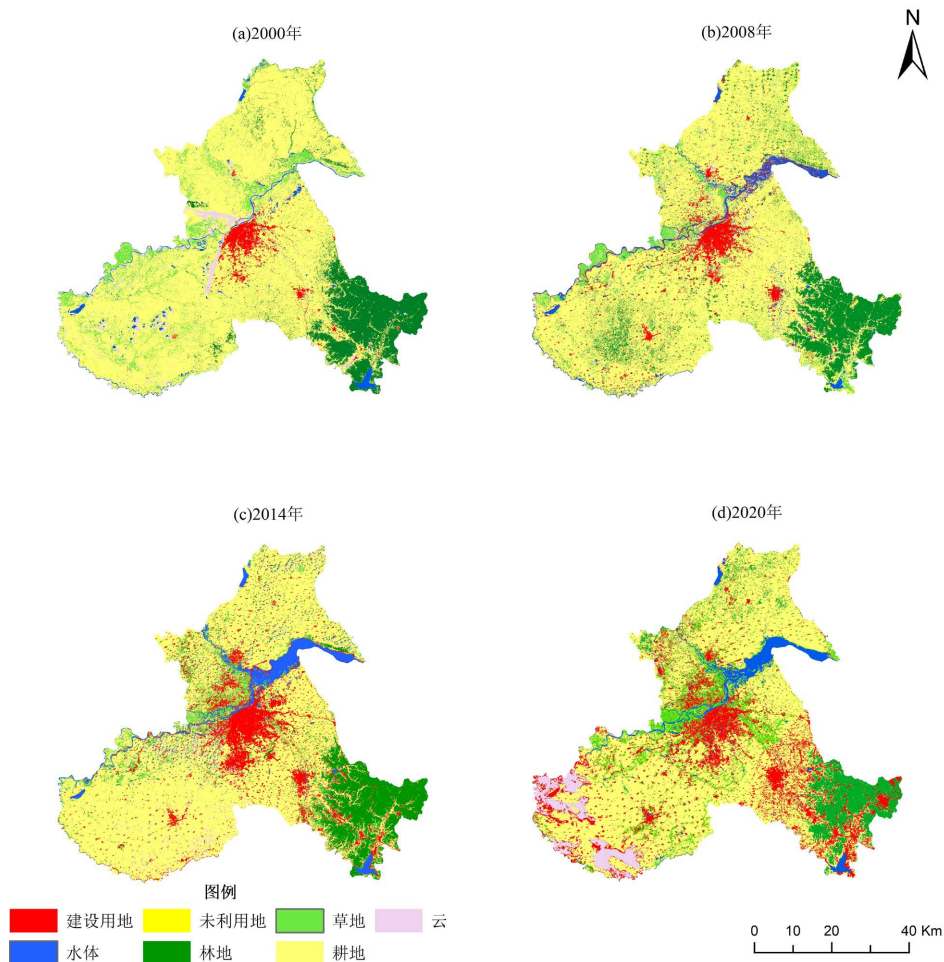 (a)2000年
(b)2008年
N
(c)2014年
(d)2020年
图例
建设用地
未利用地
草地
云
水体
林地
耕地
0 10 20 40 Km